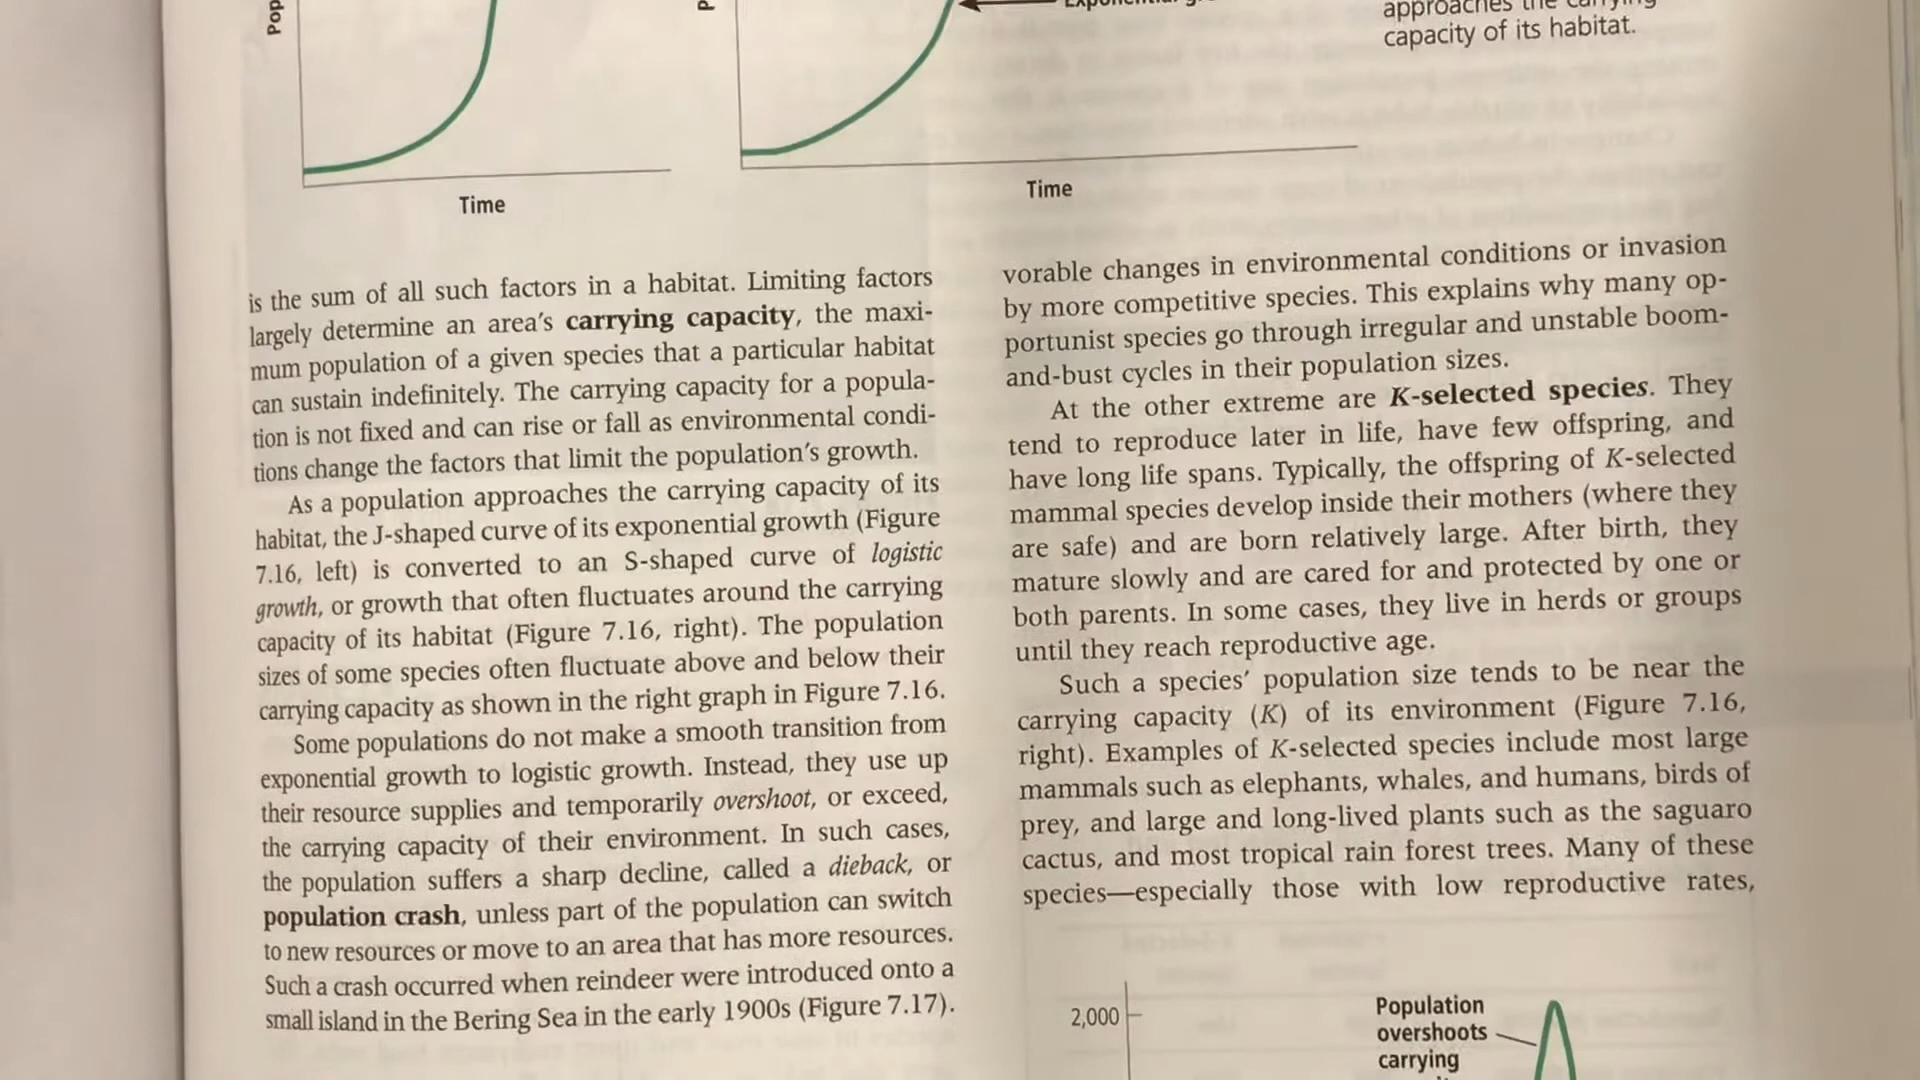 Pop
approaches the carrying
capacity of its habitat.
Time
Time
is the sum of all such factors in a habitat. Limiting factors
largely determine an area's carrying capacity, the maxi-
mum population of a given species that a particular habitat
can sustain indefinitely. The carrying capacity for a popula-
tion is not fixed and can rise or fall as environmental condi-
tions change the factors that limit the population's growth.
As a population approaches the carrying capacity of its
habitat, the J-shaped curve of its exponential growth (Figure
7.16, left) is converted to an S-shaped curve of logistic
growth, or growth that often fluctuates around the carrying
capacity of its habitat (Figure 7.16, right). The population
sizes of some species often fluctuate above and below their
carrying capacity as shown in the right graph in Figure 7.16.
Some populations do not make a smooth transition from
exponential growth to logistic growth. Instead, they use up
their resource supplies and temporarily overshoot, or exceed,
the carrying capacity of their environment. In such cases,
the population suffers a sharp decline, called a dieback, or
population crash, unless part of the population can switch
to new resources or move to an area that has more resources.
Such a crash occurred when reindeer were introduced onto a
small island in the Bering Sea in the early 1900s (Figure 7.17).
vorable changes in environmental conditions or invasion
by more competitive species. This explains why many op-
portunist species go through irregular and unstable boom-
and-bust cycles in their population sizes.
At the other extreme are K-selected species. They
tend to reproduce later in life, have few offspring, and
have long life spans. Typically, the offspring of K-selected
mammal species develop inside their mothers (where they
are safe) and are born relatively large. After birth, they
mature slowly and are cared for and protected by one or
both parents. In some cases, they live in herds or groups
until they reach reproductive age.
Such a species' population size tends to be near the
carrying capacity (K) of its environment (Figure 7.16,
right). Examples of K-selected species include most large
mammals such as elephants, whales, and humans, birds of
prey, and large and long-lived plants such as the saguaro
cactus, and most tropical rain forest trees. Many of these
species—especially those with low reproductive rates,
2,000
Population
overshoots
carrying